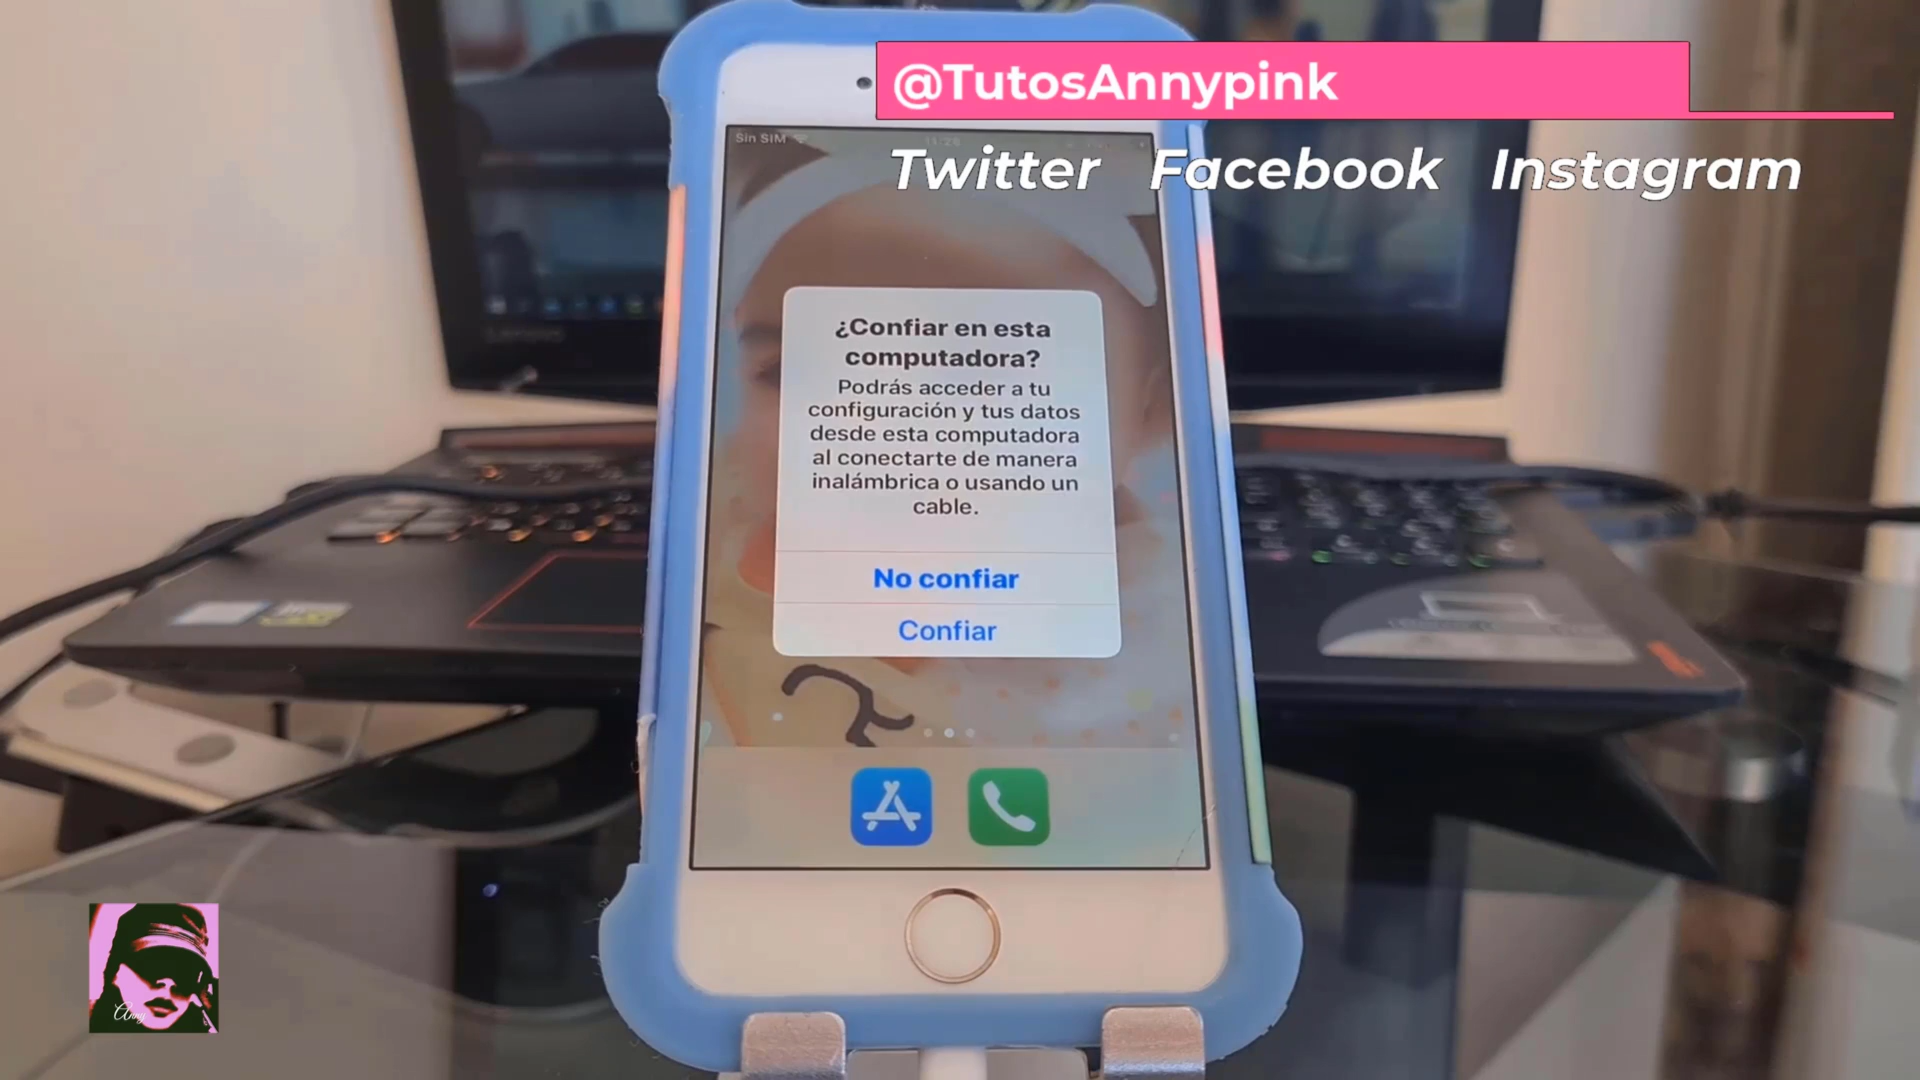 @TutosAnnypink
Sin SIM
Twitter Facebook Instagram
¿Confiar en esta
computadora?
Podrás acceder a tu
configuración y tus datos
desde esta computadora
al conectarte de manera
inalámbrica o usando un
cable.
No confiar
Confiar
Anny